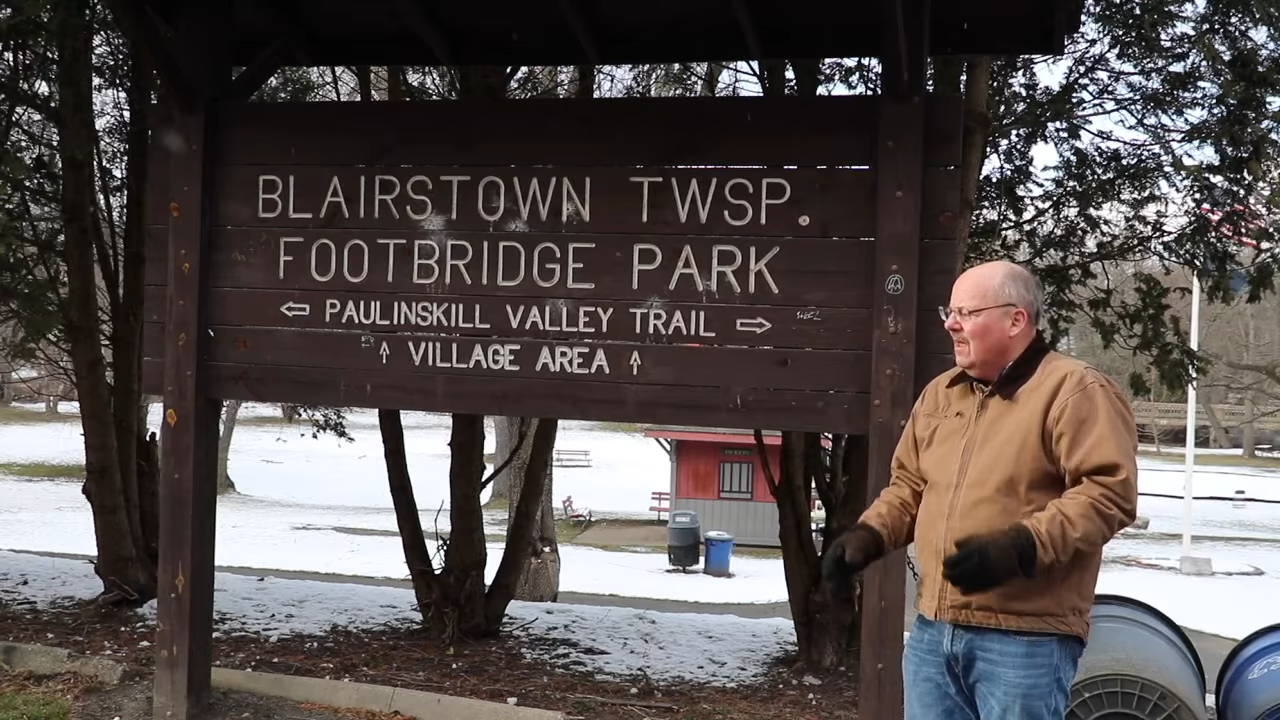 BLAIRSTOWN TWSP.
FOOTBRIDGE PARK
⇦ PAULINSKILL VALLEY TRAIL ⇨
↑ VILLAGE AREA ↑